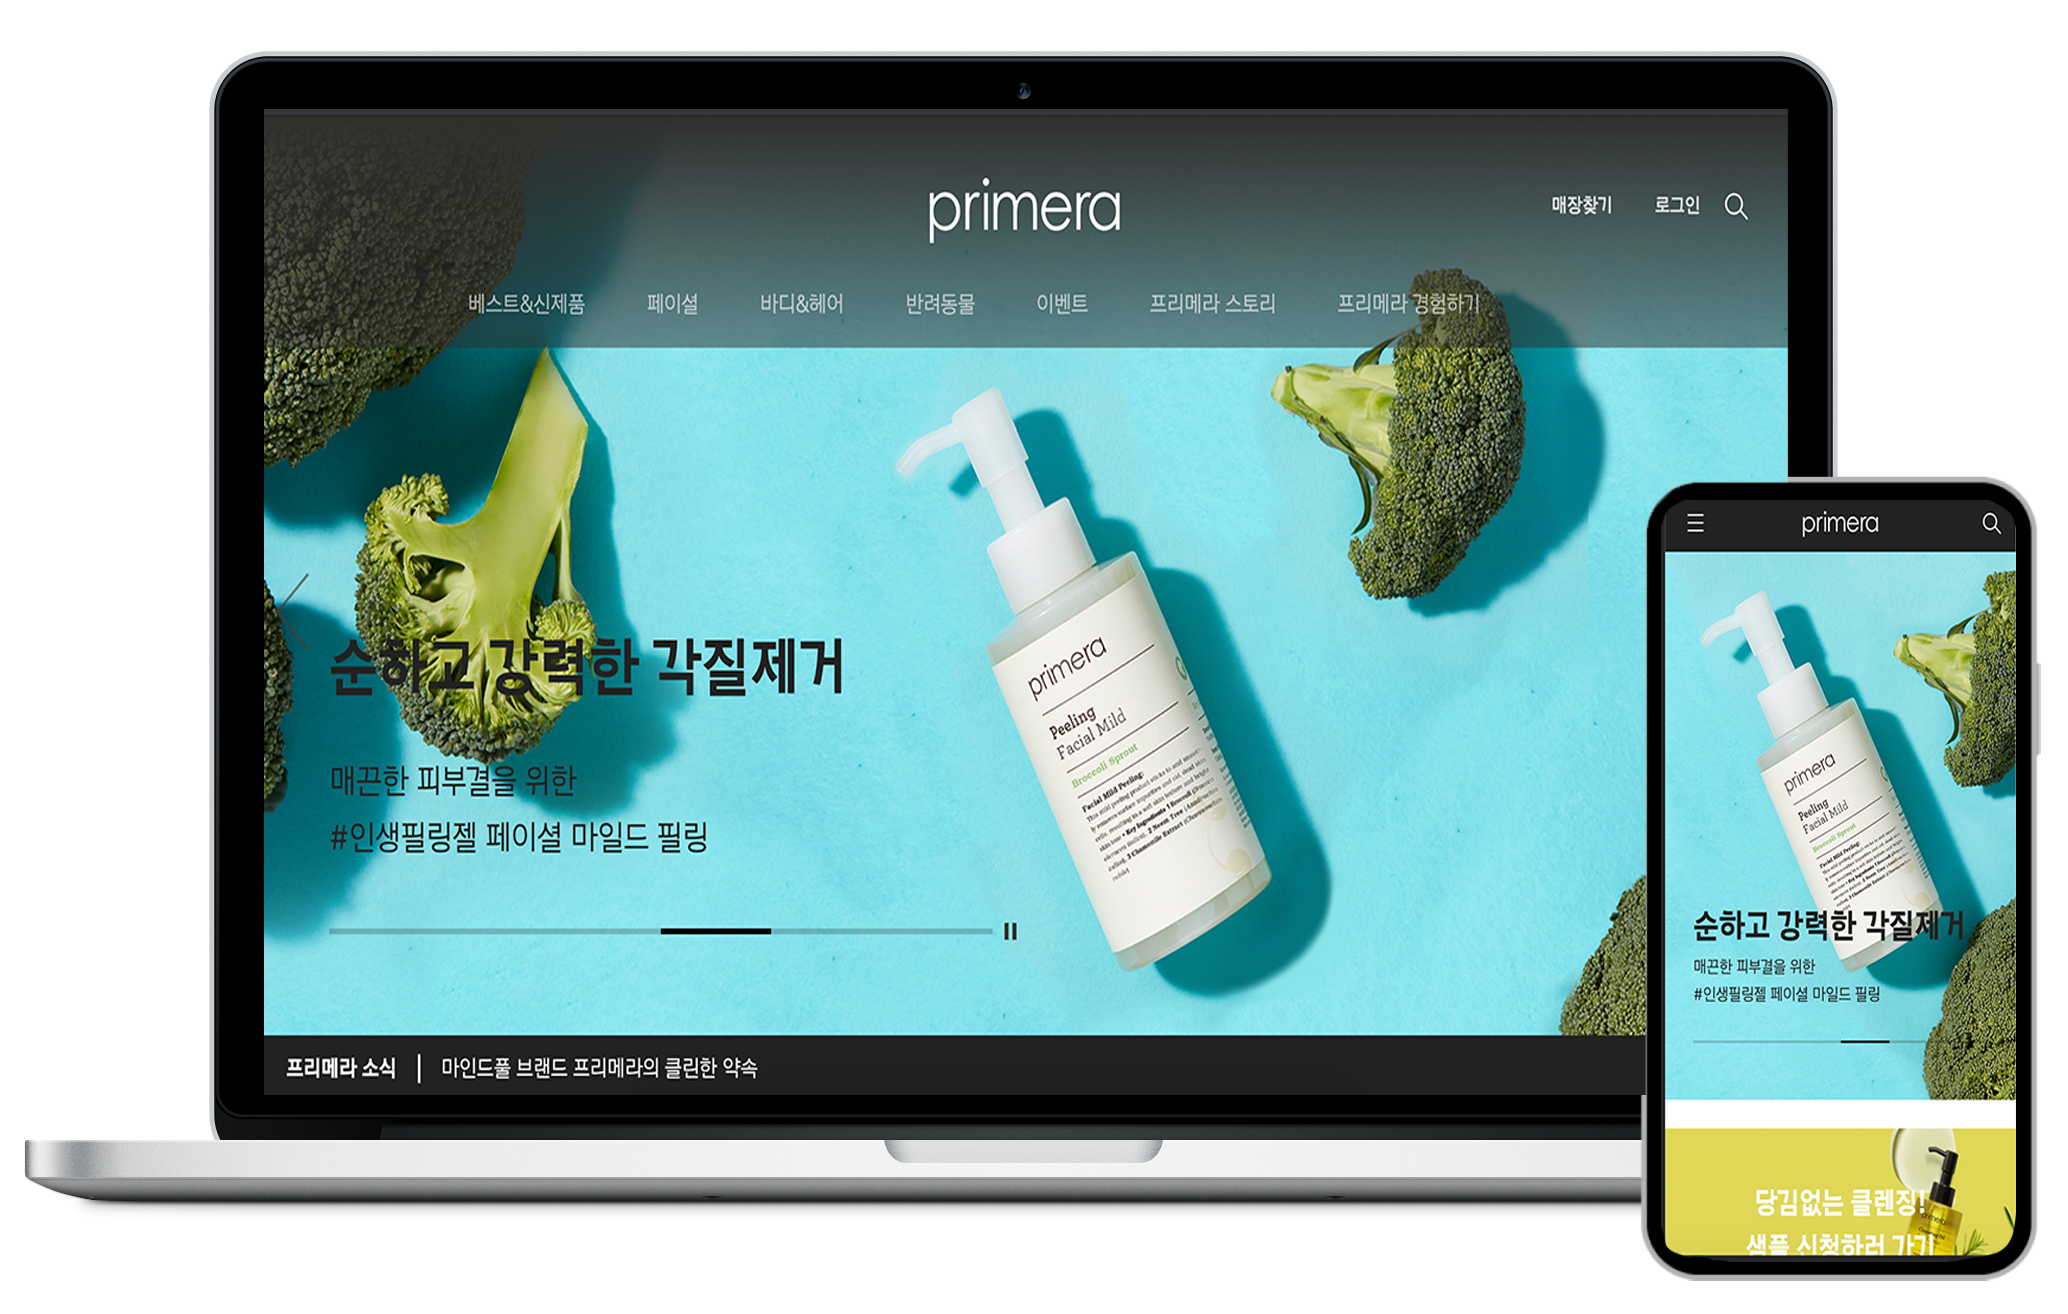 primera
매장찾기 로그인
베스트&신제품 페이셜 바디&헤어 반려동물 이벤트 프리메라 스토리 프리메라 경험하기
순하고 강력한 각질제거
매끈한 피부결을 위한
#인생필링젤 페이셜 마일드 필링
primera
Peeling
Facial Mild
Broccoli Sprout
Facial Mild Peeling:
프리메라 소식 | 마인드풀 브랜드 프리메라의 클린한 약속
primera
primera
Peeling
Facial Mild
Broccoli Sprout
Facial Mild Peeling:
순하고 강력한 각질제거
매끈한 피부결을 위한
#인생필링젤 페이셜 마일드 필링
당김없는 클렌징!
샘플 신청하러 가기